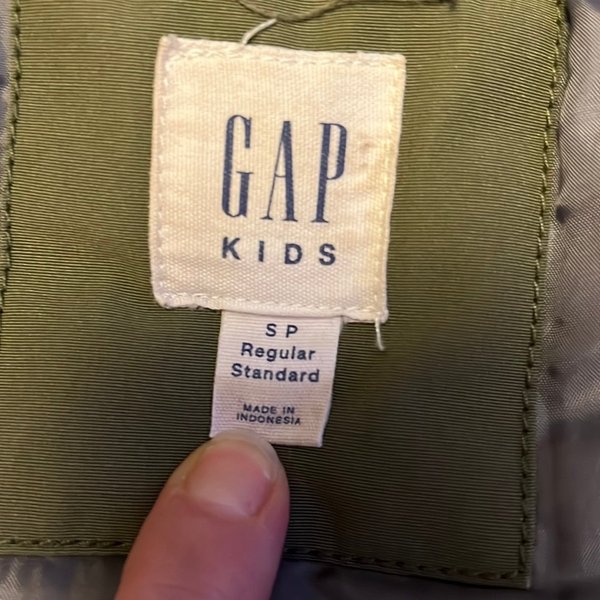 GAP
KIDS
S P
Regular
Standard
MADE IN
INDONESIA